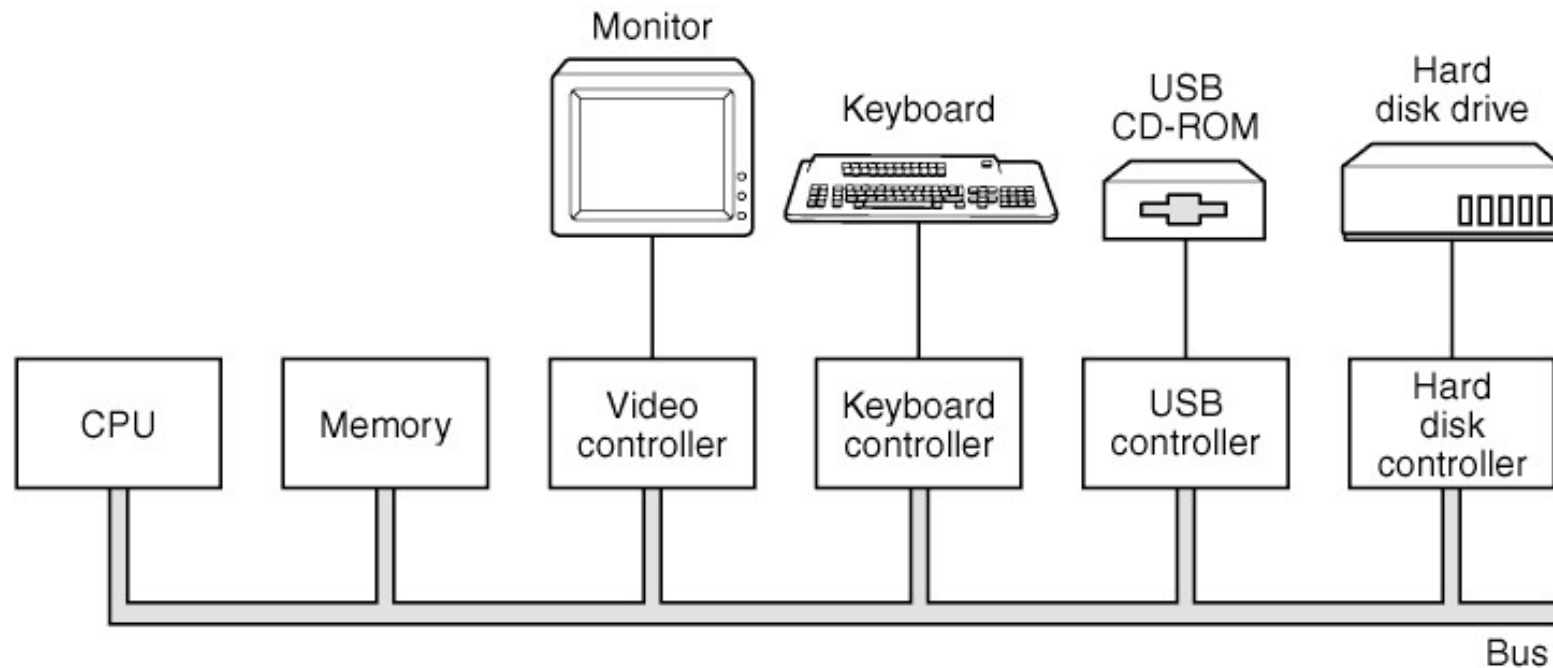 Monitor
Keyboard
USB
CD-ROM
Hard
disk drive
CPU
Memory
Video
controller
Keyboard
controller
USB
controller
Hard
disk
controller
Bus